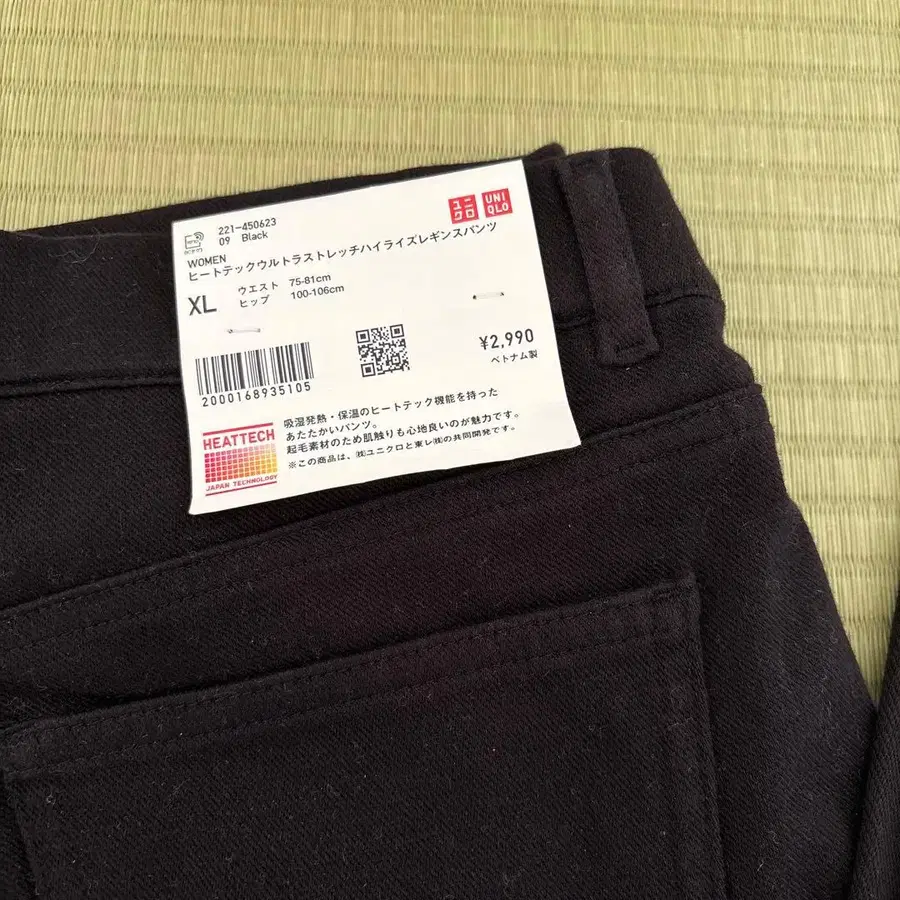 ユニクロ UNIQLO
221-450623
09 Black
WOMEN
ヒートテックウルトラストレッチハイライズレギンスパンツ
XL ウエスト 75-81cm
ヒップ 100-106cm
¥2,990
ベトナム製
2000168935105
HEATTECH
JAPAN TECHNOLOGY
吸湿発熱・保温のヒートテック機能を持った
あたたかいパンツ。
起毛素材のため肌触りも心地良いのが魅力です。
※この商品は、㈱ユニクロと東レ㈱の共同開発です。